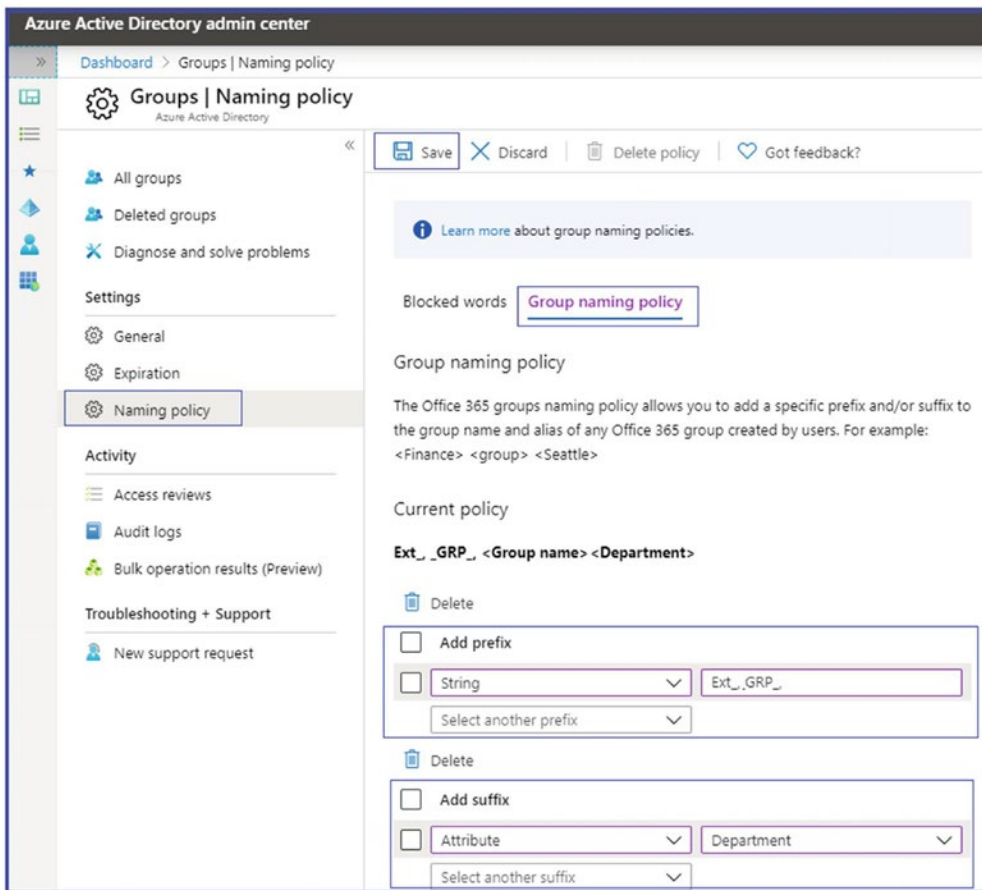 Azure Active Directory admin center
Dashboard > Groups | Naming policy
Groups | Naming policy
Azure Active Directory
All groups
Deleted groups
Diagnose and solve problems
Settings
General
Expiration
Naming policy
Activity
Access reviews
Audit logs
Bulk operation results (Preview)
Troubleshooting + Support
New support request
Save Discard Delete policy Got feedback?
Learn more about group naming policies.
Blocked words Group naming policy
Group naming policy
The Office 365 groups naming policy allows you to add a specific prefix and/or suffix to
the group name and alias of any Office 365 group created by users. For example:
<Finance> <group> <Seattle>
Current policy
Ext_, _GRP_, <Group name> <Department>
Delete
Add prefix
String Ext_,_GRP_,
Select another prefix
Delete
Add suffix
Attribute Department
Select another suffix